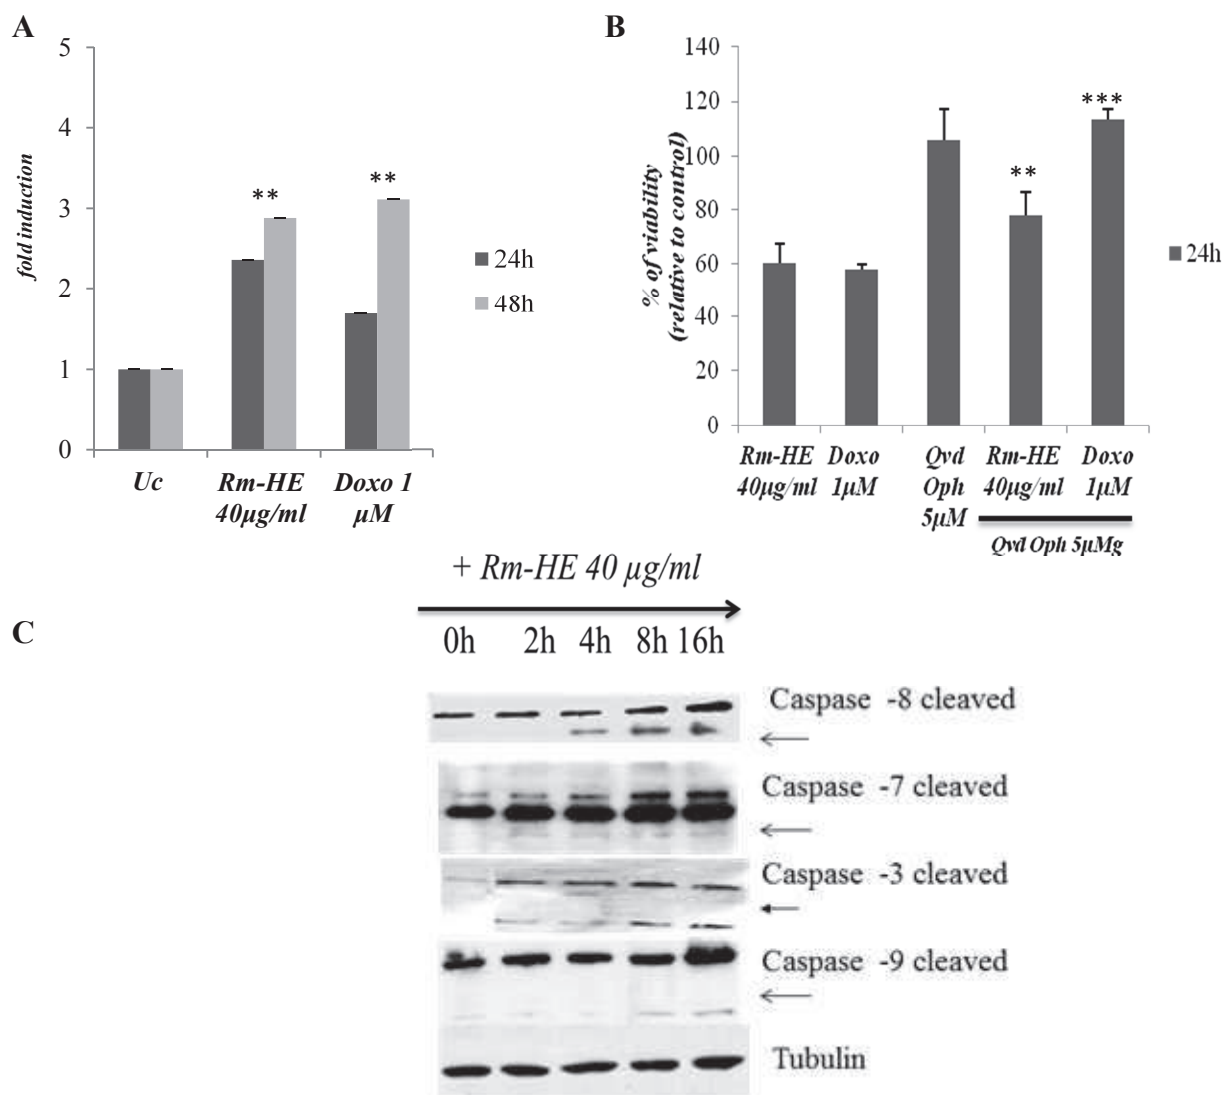 A
5
4
3
2
1
0
fold induction
**
**
24h
48h
Uc
Rm-HE
40µg/ml
Doxo 1
µM
B
140
120
100
80
60
40
20
0
% of viability
(relative to control)
**
***
24h
Rm-HE
40µg/ml
Doxo
1µM
Qvd
Oph
5µM
Rm-HE
40µg/ml
Doxo
1µM
Qvd Oph 5µMg
C
+ Rm-HE 40 µg/ml
0h 2h 4h 8h 16h
Caspase -8 cleaved
Caspase -7 cleaved
Caspase -3 cleaved
Caspase -9 cleaved
Tubulin